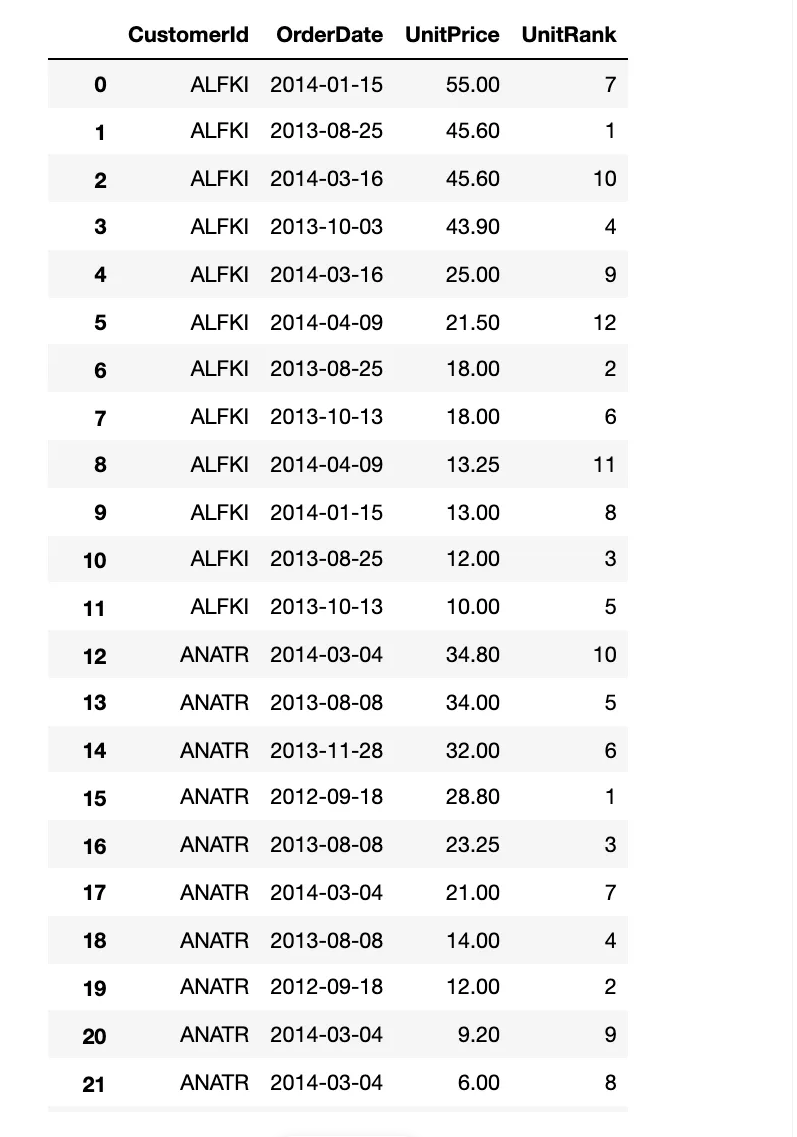 CustomerId OrderDate UnitPrice UnitRank
0 ALFKI 2014-01-15 55.00 7
1 ALFKI 2013-08-25 45.60 1
2 ALFKI 2014-03-16 45.60 10
3 ALFKI 2013-10-03 43.90 4
4 ALFKI 2014-03-16 25.00 9
5 ALFKI 2014-04-09 21.50 12
6 ALFKI 2013-08-25 18.00 2
7 ALFKI 2013-10-13 18.00 6
8 ALFKI 2014-04-09 13.25 11
9 ALFKI 2014-01-15 13.00 8
10 ALFKI 2013-08-25 12.00 3
11 ALFKI 2013-10-13 10.00 5
12 ANATR 2014-03-04 34.80 10
13 ANATR 2013-08-08 34.00 5
14 ANATR 2013-11-28 32.00 6
15 ANATR 2012-09-18 28.80 1
16 ANATR 2013-08-08 23.25 3
17 ANATR 2014-03-04 21.00 7
18 ANATR 2013-08-08 14.00 4
19 ANATR 2012-09-18 12.00 2
20 ANATR 2014-03-04 9.20 9
21 ANATR 2014-03-04 6.00 8